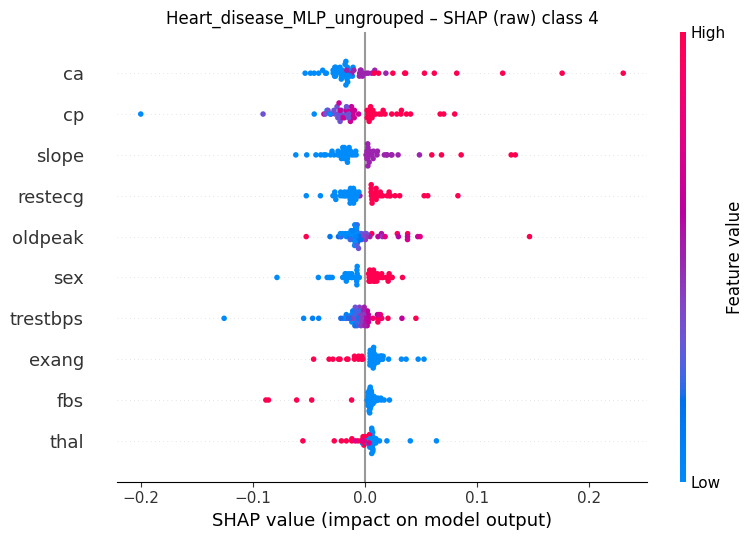 Heart_disease_MLP_ungrouped – SHAP (raw) class 4
High
ca
cp
slope
restecg
oldpeak
sex
trestbps
exang
fbs
thal
Feature value
Low
−0.2 −0.1 0.0 0.1 0.2
SHAP value (impact on model output)